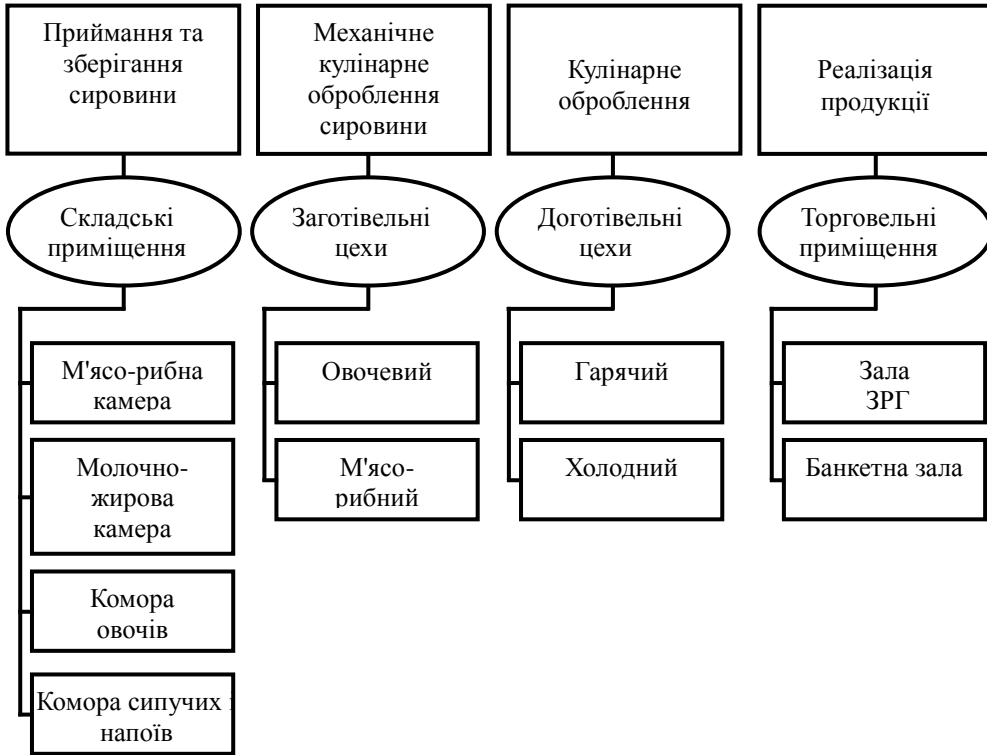 Приймання та
зберігання
сировини
Механічне
кулінарне
оброблення
сировини
Кулінарне
оброблення
Реалізація
продукції
Складські
приміщення
Заготівельні
цехи
Доготівельні
цехи
Торговельні
приміщення
М'ясо-рибна
камера
Молочно-
жирова
камера
Комора
овочів
Комора сипучих і
напоїв
Овочевий
М'ясо-
рибний
Гарячий
Холодний
Зала
ЗРГ
Банкетна зала